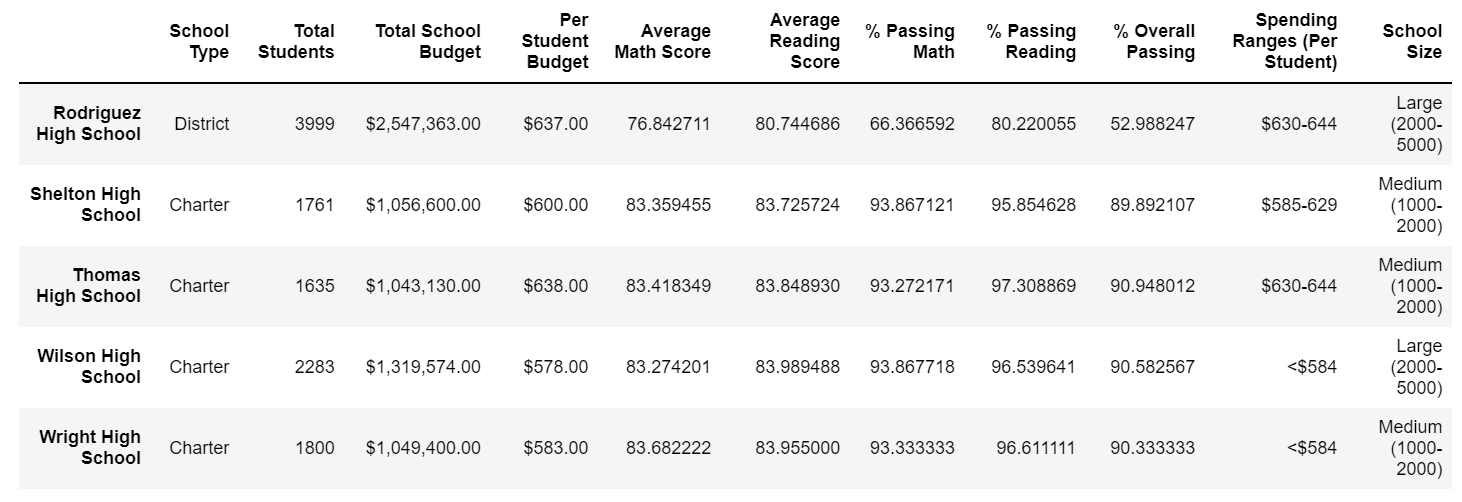 School Type Total Students Total School Budget Per Student Budget Average Math Score Average Reading Score % Passing Math % Passing Reading % Overall Passing Spending Ranges (Per Student) School Size
Rodriguez High School District 3999 $2,547,363.00 $637.00 76.842711 80.744686 66.366592 80.220055 52.988247 $630-644 Large (2000-5000)
Shelton High School Charter 1761 $1,056,600.00 $600.00 83.359455 83.725724 93.867121 95.854628 89.892107 $585-629 Medium (1000-2000)
Thomas High School Charter 1635 $1,043,130.00 $638.00 83.418349 83.848930 93.272171 97.308869 90.948012 $630-644 Medium (1000-2000)
Wilson High School Charter 2283 $1,319,574.00 $578.00 83.274201 83.989488 93.867718 96.539641 90.582567 <$584 Large (2000-5000)
Wright High School Charter 1800 $1,049,400.00 $583.00 83.682222 83.955000 93.333333 96.611111 90.333333 <$584 Medium (1000-2000)